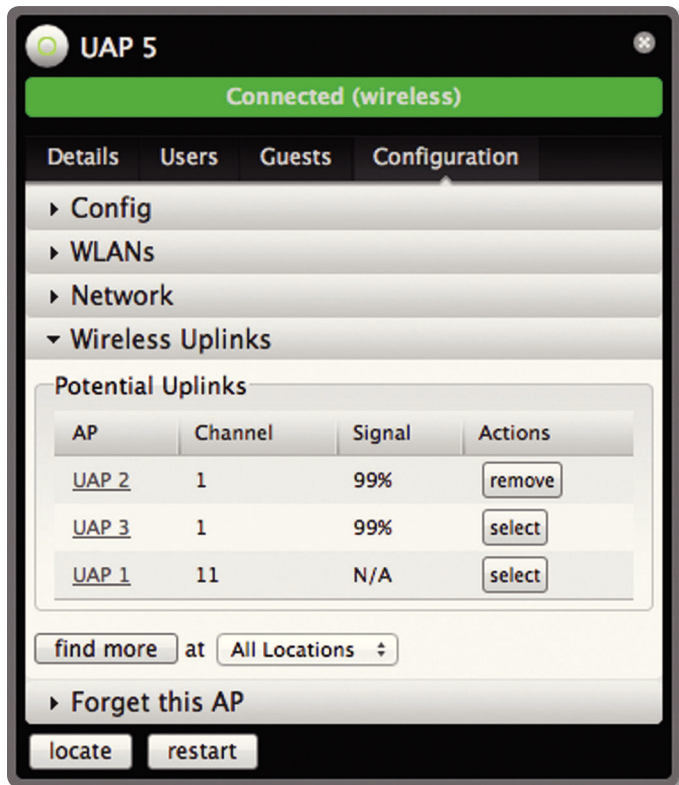 UAP 5
Connected (wireless)
Details Users Guests Configuration
Config
WLANs
Network
Wireless Uplinks
Potential Uplinks
AP Channel Signal Actions
UAP 2 1 99% remove
UAP 3 1 99% select
UAP 1 11 N/A select
find more at All Locations
Forget this AP
locate restart